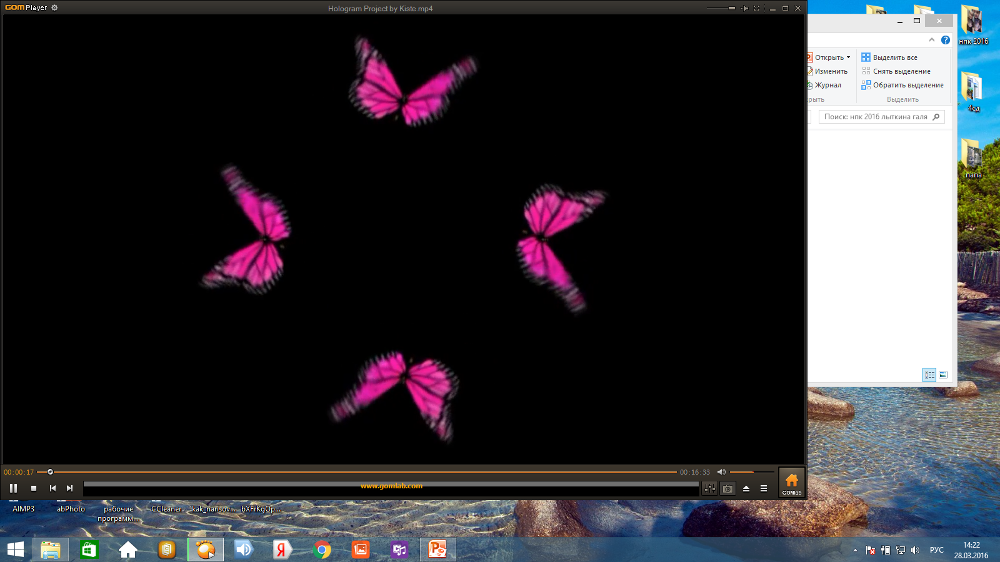 GOM Player
Hologram Project by Kiste.mp4
нпк 2016
Открыть
Выделить все
Изменить
Снять выделение
Журнал
Обратить выделение
крыть
Выделить
Поиск: нпк 2016 лыткина галя
4сд
папа
00:00:17
00:16:33
www.gomlab.com
GOMlab
AIMP3
abPhoto
рабочие
программ...
CCleaner
kak_narisov...
bXFrKgOp...
Я
P
РУС
14:22
28.03.2016